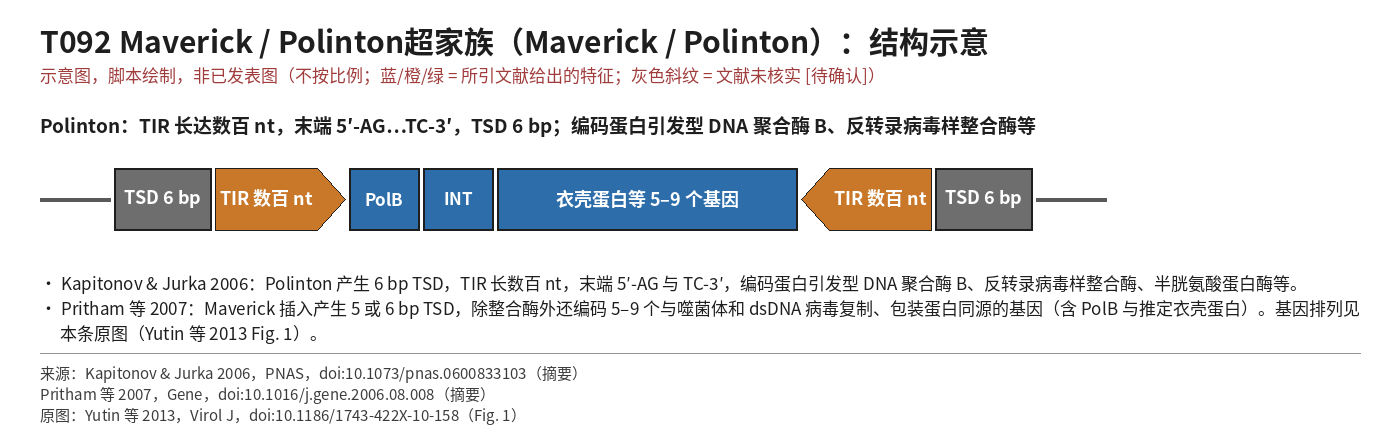 T092 Maverick / Polinton超家族（Maverick / Polinton）：结构示意
示意图，脚本绘制，非已发表图（不按比例；蓝/橙/绿 = 所引文献给出的特征；灰色斜纹 = 文献未核实 [待确认]）
Polinton：TIR 长达数百 nt，末端 5′-AG…TC-3′，TSD 6 bp；编码蛋白引发型 DNA 聚合酶 B、反转录病毒样整合酶等
TSD 6 bp TIR 数百 nt PolB INT 衣壳蛋白等 5–9 个基因 TIR 数百 nt TSD 6 bp
• Kapitonov & Jurka 2006：Polinton 产生 6 bp TSD，TIR 长数百 nt，末端 5′-AG 与 TC-3′，编码蛋白引发型 DNA 聚合酶 B、反转录病毒样整合酶、半胱氨酸蛋白酶等。
• Pritham 等 2007：Maverick 插入产生 5 或 6 bp TSD，除整合酶外还编码 5–9 个与噬菌体和 dsDNA 病毒复制、包装蛋白同源的基因（含 PolB 与推定衣壳蛋白）。基因排列见
本条原图（Yutin 等 2013 Fig. 1）。
来源：Kapitonov & Jurka 2006，PNAS，doi:10.1073/pnas.0600833103（摘要）
Pritham 等 2007，Gene，doi:10.1016/j.gene.2006.08.008（摘要）
原图：Yutin 等 2013，Virol J，doi:10.1186/1743-422X-10-158（Fig. 1）